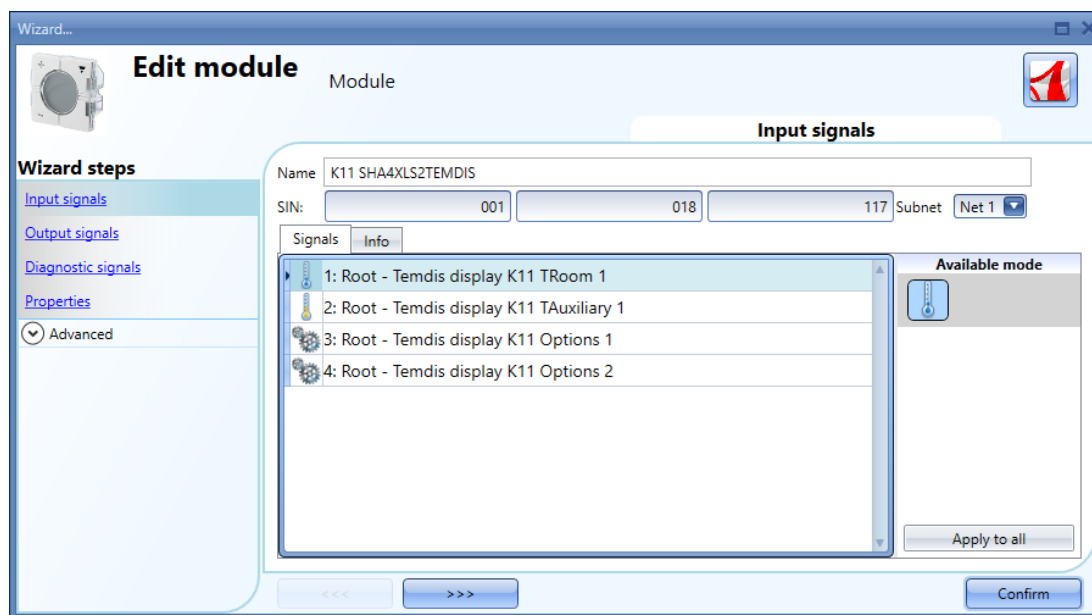 Wizard...
Edit module
Module
Input signals
Wizard steps
Input signals
Output signals
Diagnostic signals
Properties
Advanced
Name K11 SHA4XLS2TEMDIS
SIN: 001 018 117 Subnet Net 1
Signals Info
1: Root - Temdis display K11 TRoom 1
2: Root - Temdis display K11 TAuxiliary 1
3: Root - Temdis display K11 Options 1
4: Root - Temdis display K11 Options 2
Available mode
Apply to all
<<< >>> Confirm